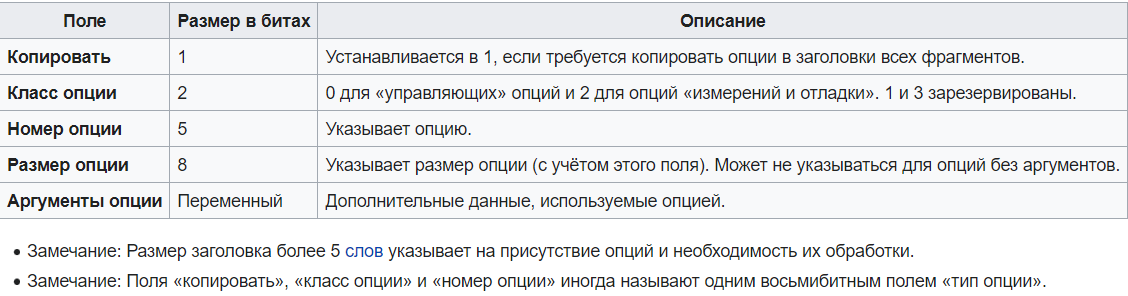 Поле Размер в битах Описание
Копировать 1 Устанавливается в 1, если требуется копировать опции в заголовки всех фрагментов.
Класс опции 2 0 для «управляющих» опций и 2 для опций «измерений и отладки». 1 и 3 зарезервированы.
Номер опции 5 Указывает опцию.
Размер опции 8 Указывает размер опции (с учётом этого поля). Может не указываться для опций без аргументов.
Аргументы опции Переменный Дополнительные данные, используемые опцией.
• Замечание: Размер заголовка более 5 слов указывает на присутствие опций и необходимость их обработки.
• Замечание: Поля «копировать», «класс опции» и «номер опции» иногда называют одним восьмибитным полем «тип опции».